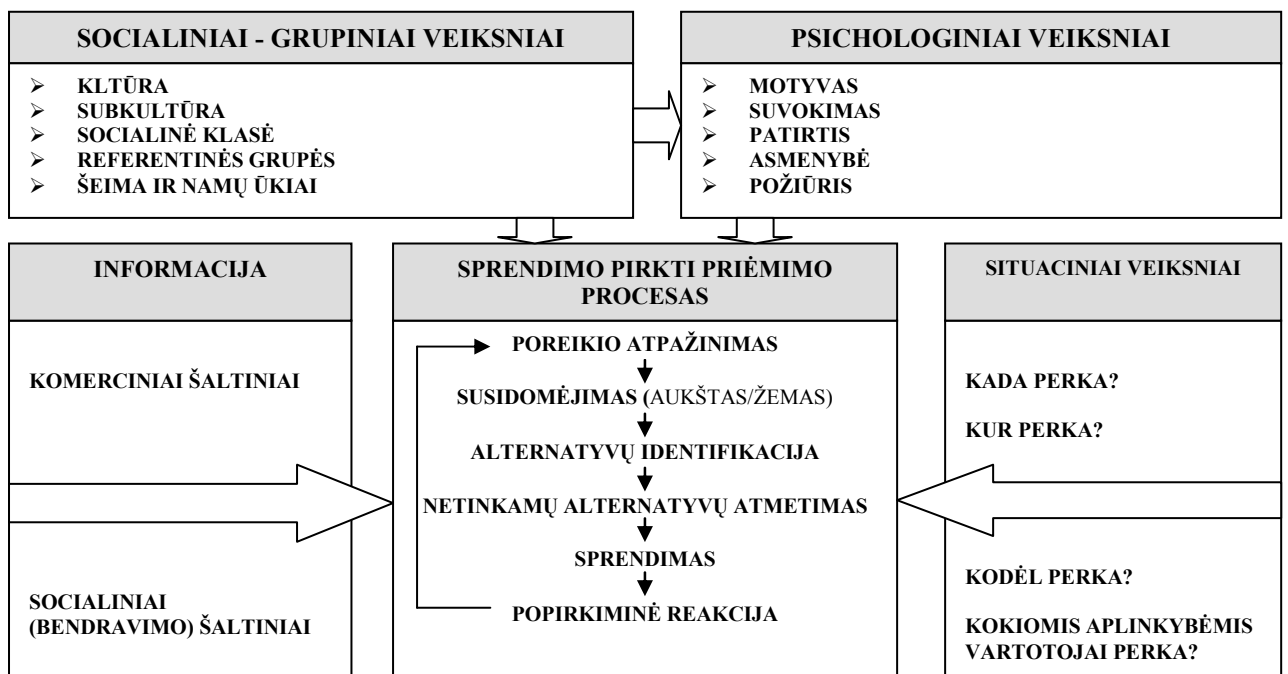 SOCIALINIAI - GRUPINIAI VEIKSNIAI
➢ KLTŪRA
➢ SUBKULTŪRA
➢ SOCIALINĖ KLASĖ
➢ REFERENTINĖS GRUPĖS
➢ ŠEIMA IR NAMŲ ŪKIAI
PSICHOLOGINIAI VEIKSNIAI
➢ MOTYVAS
➢ SUVOKIMAS
➢ PATIRTIS
➢ ASMENYBĖ
➢ POŽIŪRIS
INFORMACIJA
KOMERCINIAI ŠALTINIAI
SOCIALINIAI
(BENDRAVIMO) ŠALTINIAI
SPRENDIMO PIRKTI PRIĖMIMO
PROCESAS
POREIKIO ATPAŽINIMAS
SUSIDOMĖJIMAS (AUKŠTAS/ŽEMAS)
ALTERNATYVŲ IDENTIFIKACIJA
NETINKAMŲ ALTERNATYVŲ ATMETIMAS
SPRENDIMAS
POPIRKIMINĖ REAKCIJA
SITUACINIAI VEIKSNIAI
KADA PERKA?
KUR PERKA?
KODĖL PERKA?
KOKIOMIS APLINKYBĖMIS
VARTOTOJAI PERKA?